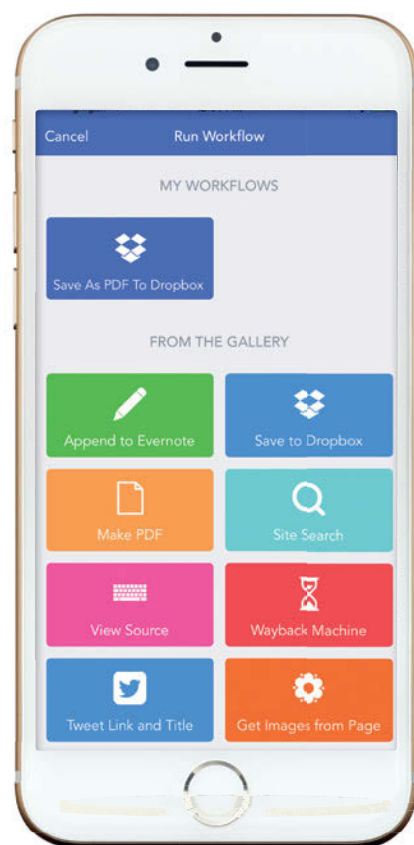 Cancel Run Workflow
MY WORKFLOWS
Save As PDF To Dropbox
FROM THE GALLERY
Append to Evernote Save to Dropbox
Make PDF Site Search
View Source Wayback Machine
Tweet Link and Title Get Images from Page